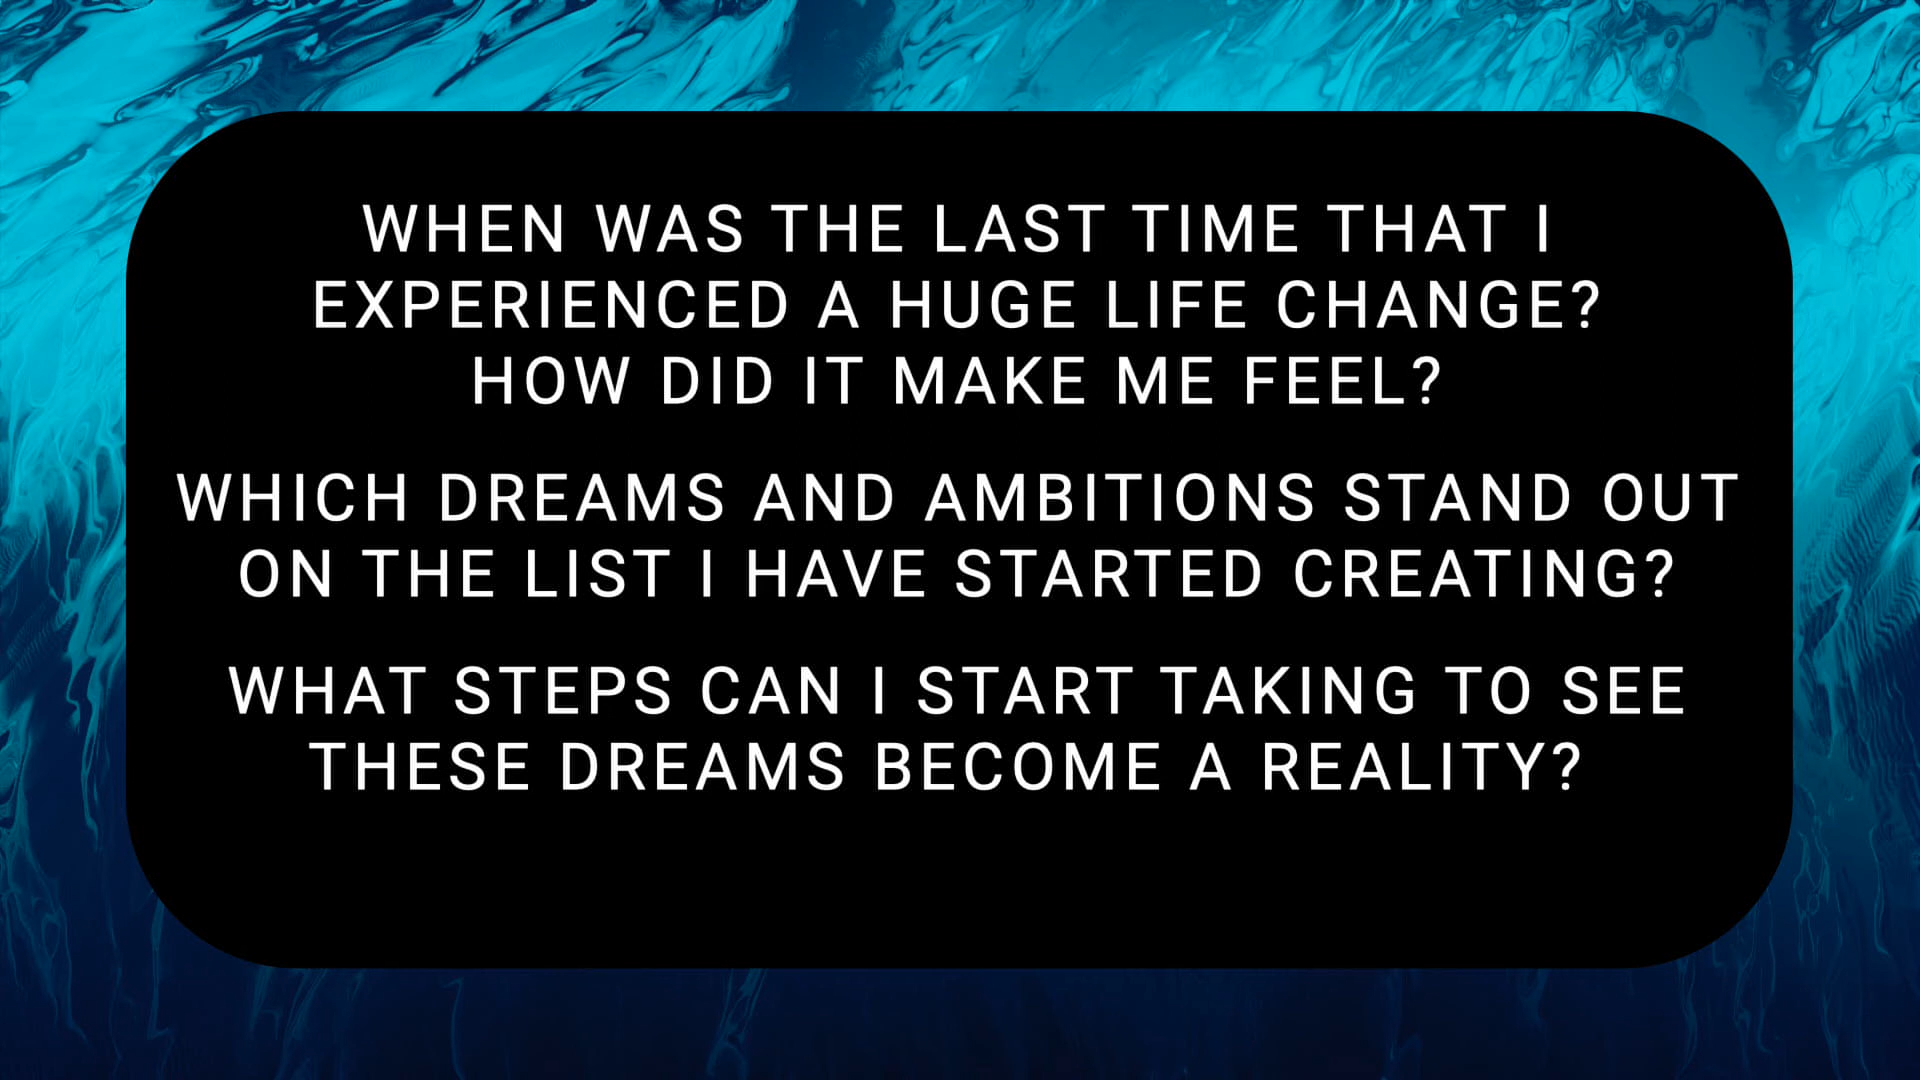 WHEN WAS THE LAST TIME THAT I
EXPERIENCED A HUGE LIFE CHANGE?
HOW DID IT MAKE ME FEEL?
WHICH DREAMS AND AMBITIONS STAND OUT
ON THE LIST I HAVE STARTED CREATING?
WHAT STEPS CAN I START TAKING TO SEE
THESE DREAMS BECOME A REALITY?